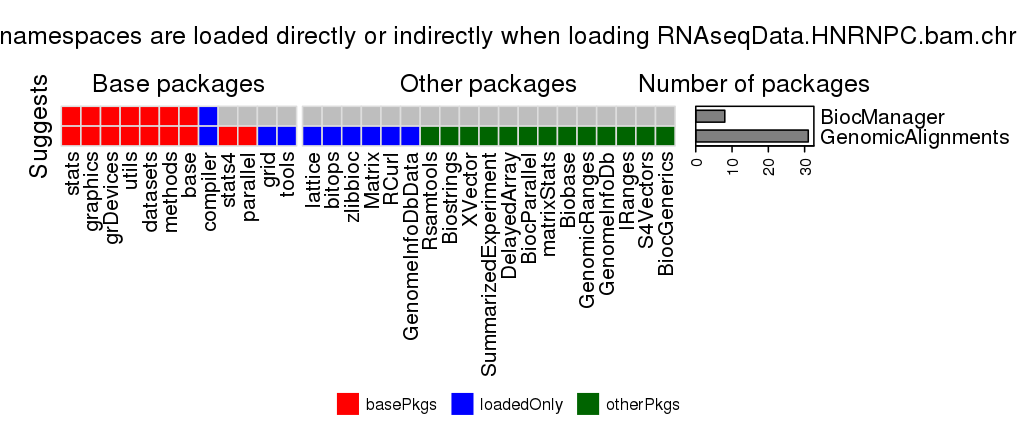 namespaces are loaded directly or indirectly when loading RNAseqData.HNRNPC.bam.chr
Base packages
Other packages
Number of packages
Suggests
BiocManager
GenomicAlignments
0
10
20
30
stats
graphics
grDevices
utils
datasets
methods
base
compiler
stats4
parallel
grid
tools
lattice
bitops
zlibbioc
Matrix
RCurl
GenomeInfoDbData
Rsamtools
Biostrings
XVector
SummarizedExperiment
DelayedArray
BiocParallel
matrixStats
Biobase
GenomicRanges
GenomeInfoDb
IRanges
S4Vectors
BiocGenerics
basePkgs
loadedOnly
otherPkgs